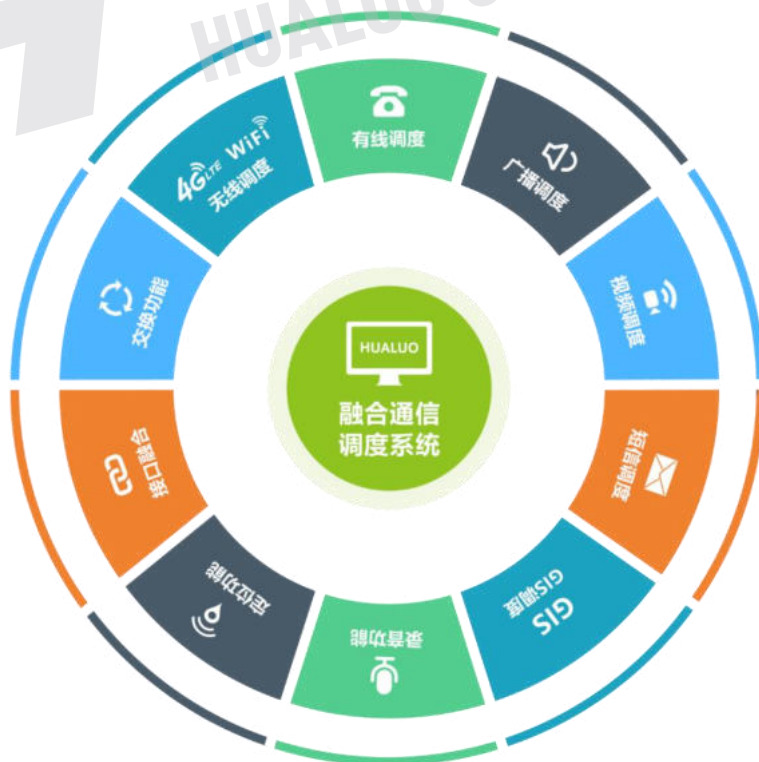 HUALUO
HUALUO
融合通信
调度系统
有线调度
广播调度
视频调度
短信调度
GIS调度
GIS
录音功能
定位功能
接口融合
交换功能
4G LTE WiFi
无线调度